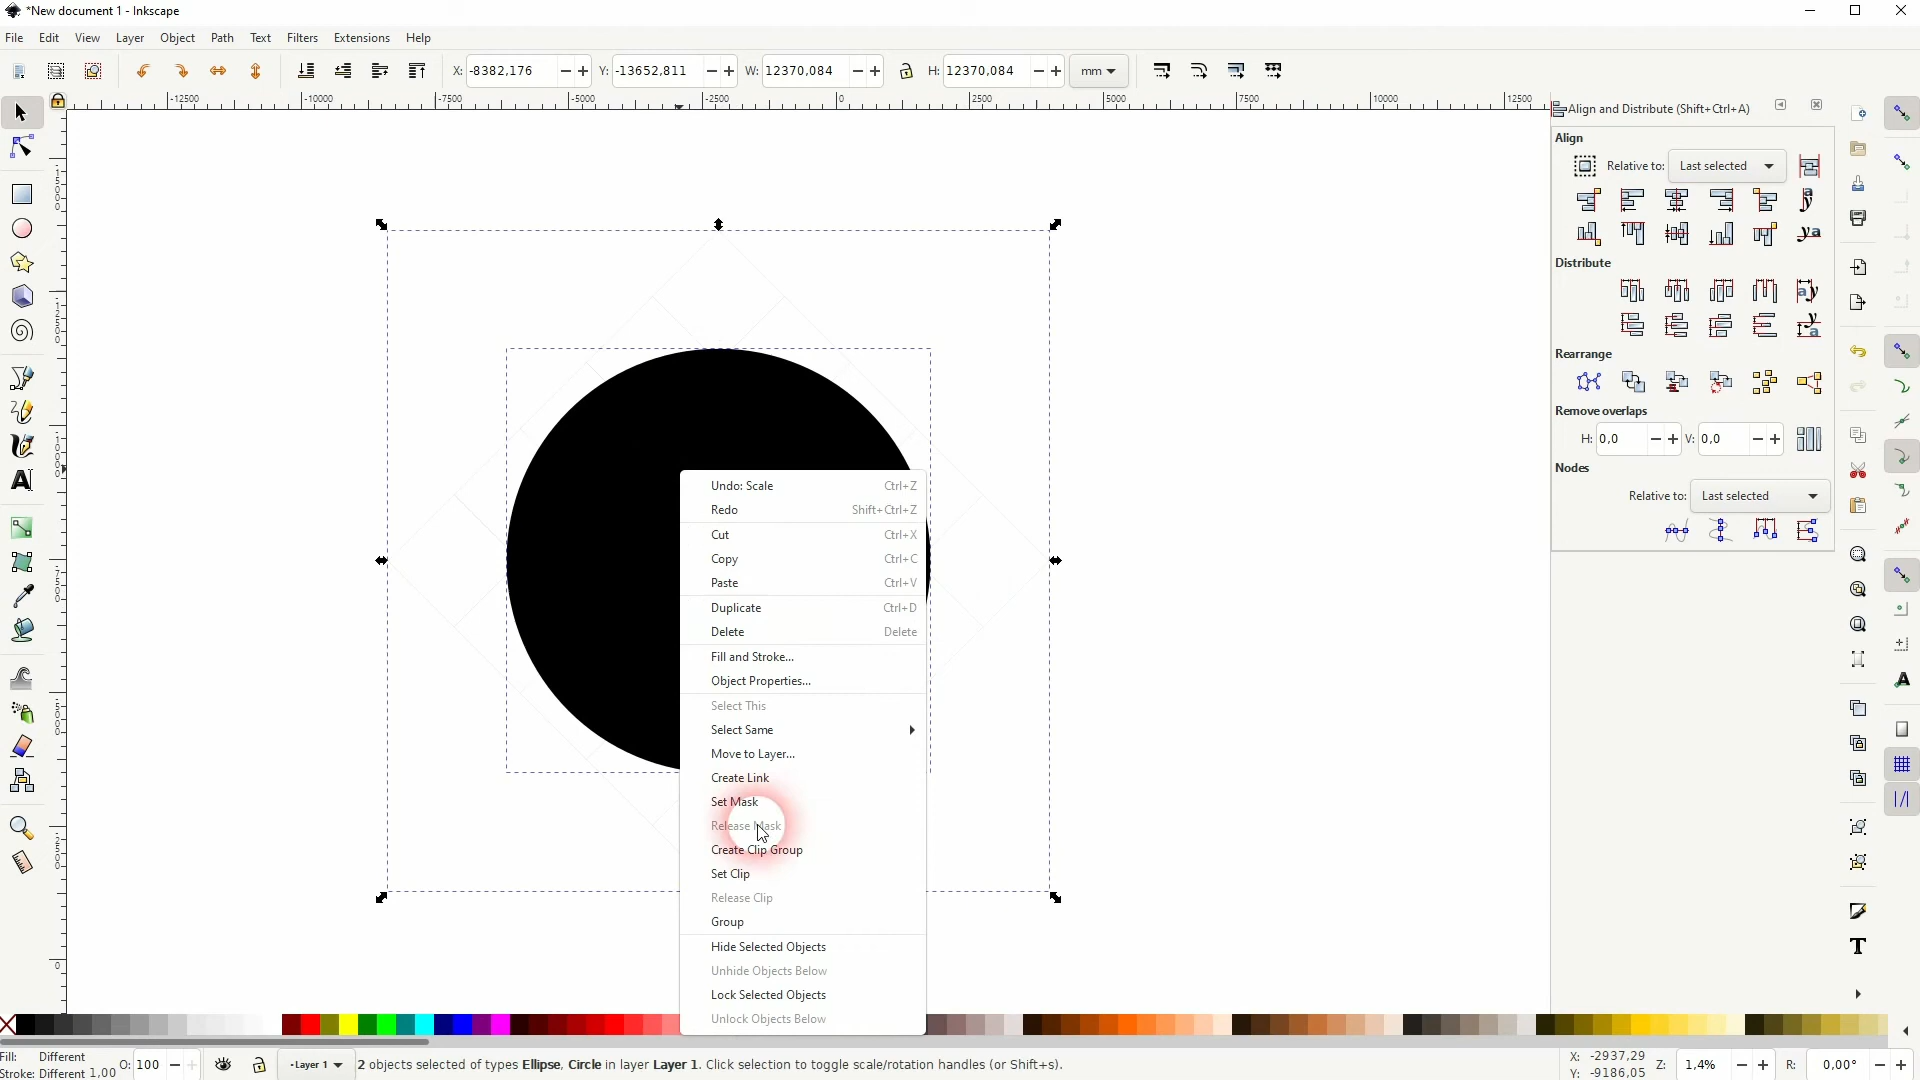 *New document 1 - Inkscape
File Edit View Layer Object Path Text Filters Extensions Help
X: -8382,176 Y: -13652,811 W: 12370,084 H: 12370,084 mm
-12500 -10000 -7500 -5000 -2500 0 2500 5000 7500 10000 12500
Align and Distribute (Shift+Ctrl+A)
Align
Relative to: Last selected
Distribute
Rearrange
Remove overlaps
H: 0,0 V: 0,0
Nodes
Relative to: Last selected
Undo: Scale Ctrl+Z
Redo Shift+Ctrl+Z
Cut Ctrl+X
Copy Ctrl+C
Paste Ctrl+V
Duplicate Ctrl+D
Delete Delete
Fill and Stroke...
Object Properties...
Select This
Select Same
Move to Layer...
Create Link
Set Mask
Release Mask
Create Clip Group
Set Clip
Release Clip
Group
Hide Selected Objects
Unhide Objects Below
Lock Selected Objects
Unlock Objects Below
Fill: Different O: 100 Layer 1 2 objects selected of types Ellipse, Circle in layer Layer 1. Click selection to toggle scale/rotation handles (or Shift+s). X: -2937,29 Z: 1,4% R: 0,00°
Stroke: Different 1,00 Y: -9186,05